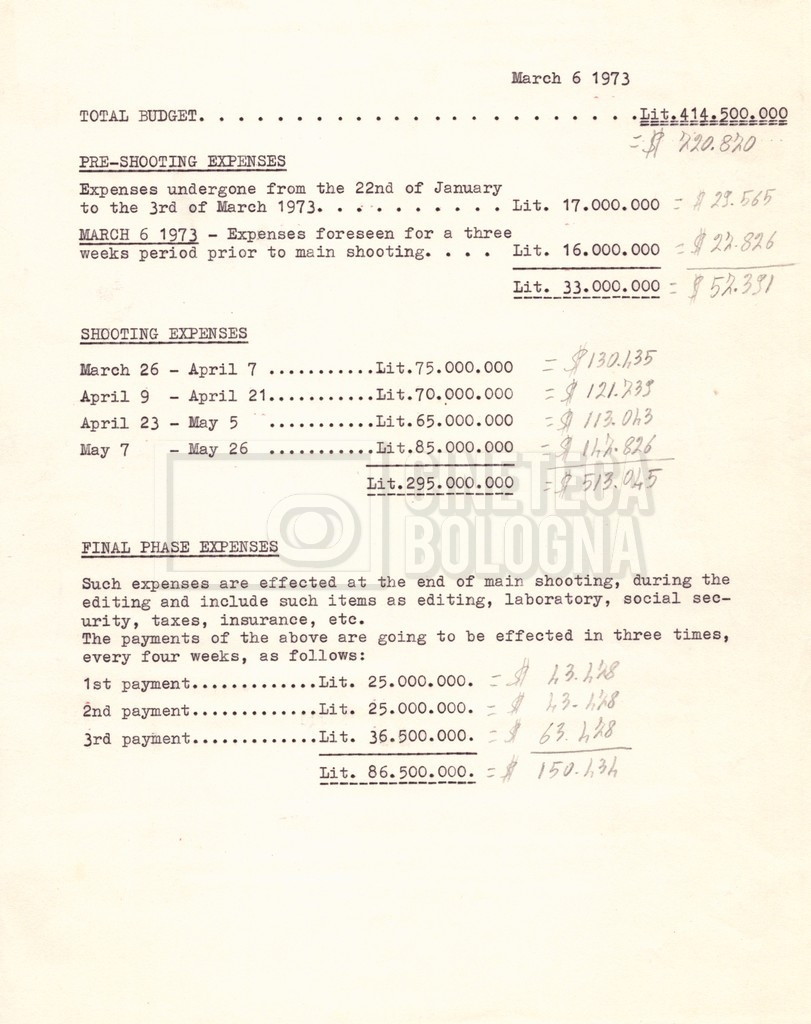 March 6 1973
TOTAL BUDGET. . . . . . . . . . . . . . . . . . . . . . . .Lit.414.500.000
= $ 720.870
PRE-SHOOTING EXPENSES
Expenses undergone from the 22nd of January
to the 3rd of March 1973. . . . . . . . . . Lit. 17.000.000 = $ 29.565
MARCH 6 1973 - Expenses foreseen for a three
weeks period prior to main shooting. . . . Lit. 16.000.000 = $ 27.826
Lit. 33.000.000 = $ 52.391
SHOOTING EXPENSES
March 26 - April 7 ...........Lit.75.000.000 = $ 130.435
April 9 - April 21...........Lit.70.000.000 = $ 121.739
April 23 - May 5 ...........Lit.65.000.000 = $ 113.043
May 7 - May 26 ...........Lit.85.000.000 = $ 147.826
Lit.295.000.000 = $ 513.045
CINETECA
BOLOGNA
FINAL PHASE EXPENSES
Such expenses are effected at the end of main shooting, during the
editing and include such items as editing, laboratory, social sec-
urity, taxes, insurance, etc.
The payments of the above are going to be effected in three times,
every four weeks, as follows:
1st payment.............Lit. 25.000.000. = $ 43.478
2nd payment.............Lit. 25.000.000. = $ 43.478
3rd payment.............Lit. 36.500.000 = $ 63.478
Lit. 86.500.000. = $ 150.434